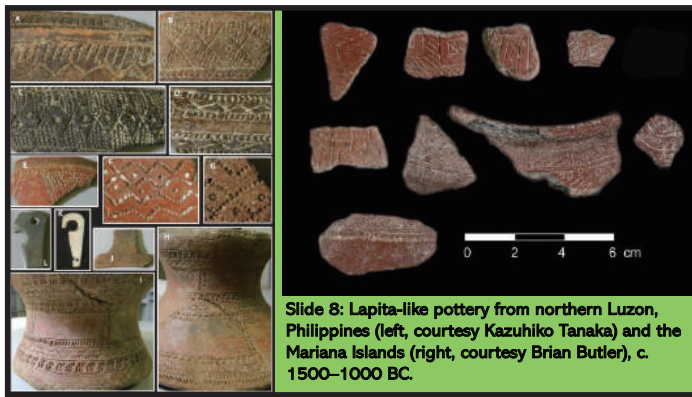 A
B
C
D
E
F
G
L
K
J
H
I
0 2 4 6 cm
Slide 8: Lapita-like pottery from northern Luzon,
Philippines (left, courtesy Kazuhiko Tanaka) and the
Mariana Islands (right, courtesy Brian Butler), c.
1500–1000 BC.